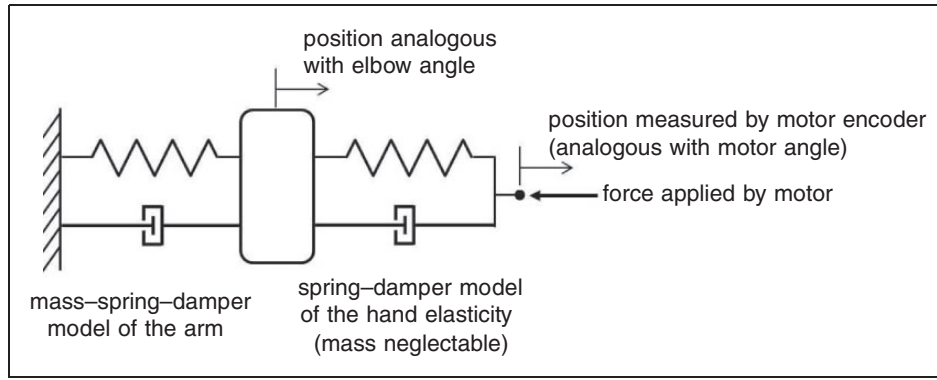 position analogous
with elbow angle
position measured by motor encoder
(analogous with motor angle)
force applied by motor
mass–spring–damper
model of the arm
spring–damper model
of the hand elasticity
(mass neglectable)